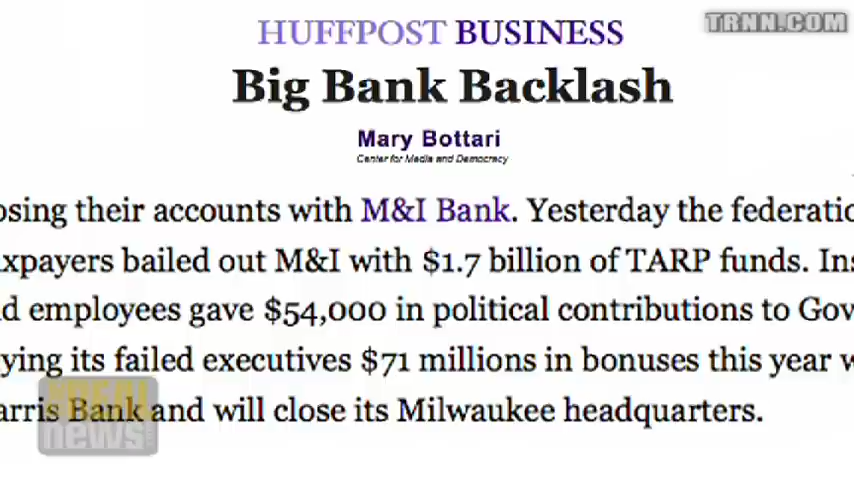 TRNN.COM
HUFFPOST BUSINESS
Big Bank Backlash
Mary Bottari
Center for Media and Democracy
osing their accounts with M&I Bank. Yesterday the federatio
axpayers bailed out M&I with $1.7 billion of TARP funds. Ins
d employees gave $54,000 in political contributions to Gov
ying its failed executives $71 millions in bonuses this year w
arris Bank and will close its Milwaukee headquarters.
REAL
news